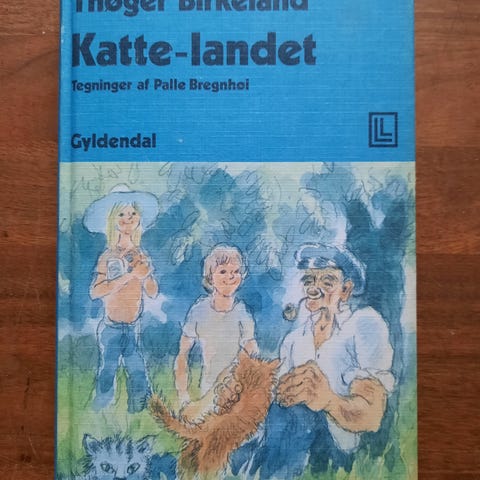 Thøger Birkeland
Katte-landet
Tegninger af Palle Bregnhøi
Gyldendal
L